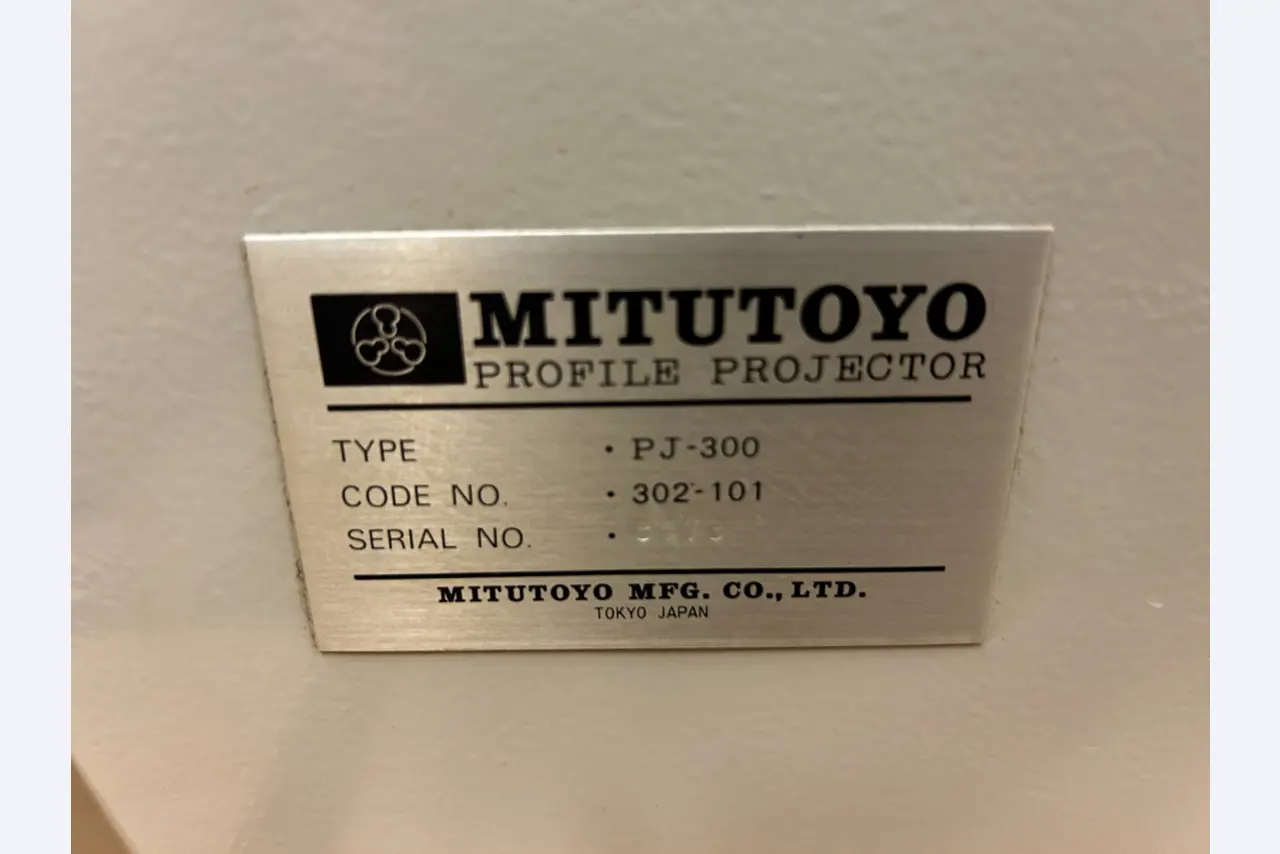 MITUTOYO
PROFILE PROJECTOR
TYPE · PJ-300
CODE NO. · 302-101
SERIAL NO. ·
MITUTOYO MFG. CO., LTD.
TOKYO JAPAN